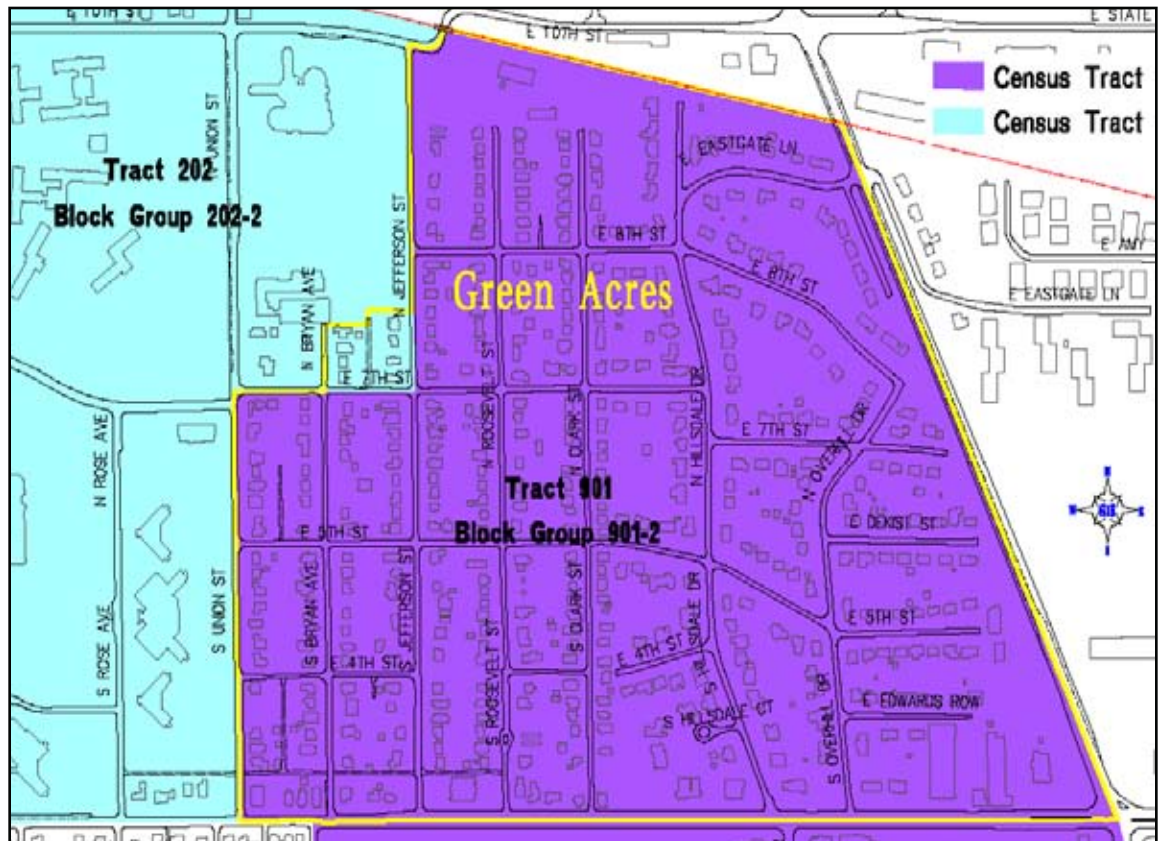 E 10TH ST
E 10TH ST
E STATE
Census Tract
Census Tract
Tract 202
Block Group 202-2
N UNION ST
N JEFFERSON ST
N BRYAN AVE
E EASTGATE LN
E 8TH ST
E 8TH ST
E AMY
E EASTGATE LN
Green Acres
E 7TH ST
N ROOSEVELT ST
N CLARK ST
N HILLSDALE DR
E 7TH ST
N OVERHILL DR
N ROSE AVE
Tract 901
Block Group 901-2
E 5TH ST
E DEKIST ST
N
W
GIS
E
S
S ROSE AVE
S UNION ST
S BRYAN AVE
S JEFFERSON ST
E 4TH ST
S ROOSEVELT ST
S CLARK ST
E 4TH ST
S HILLSDALE DR
E 5TH ST
S HILLSDALE CT
S OVERHILL DR
E EDWARDS ROW